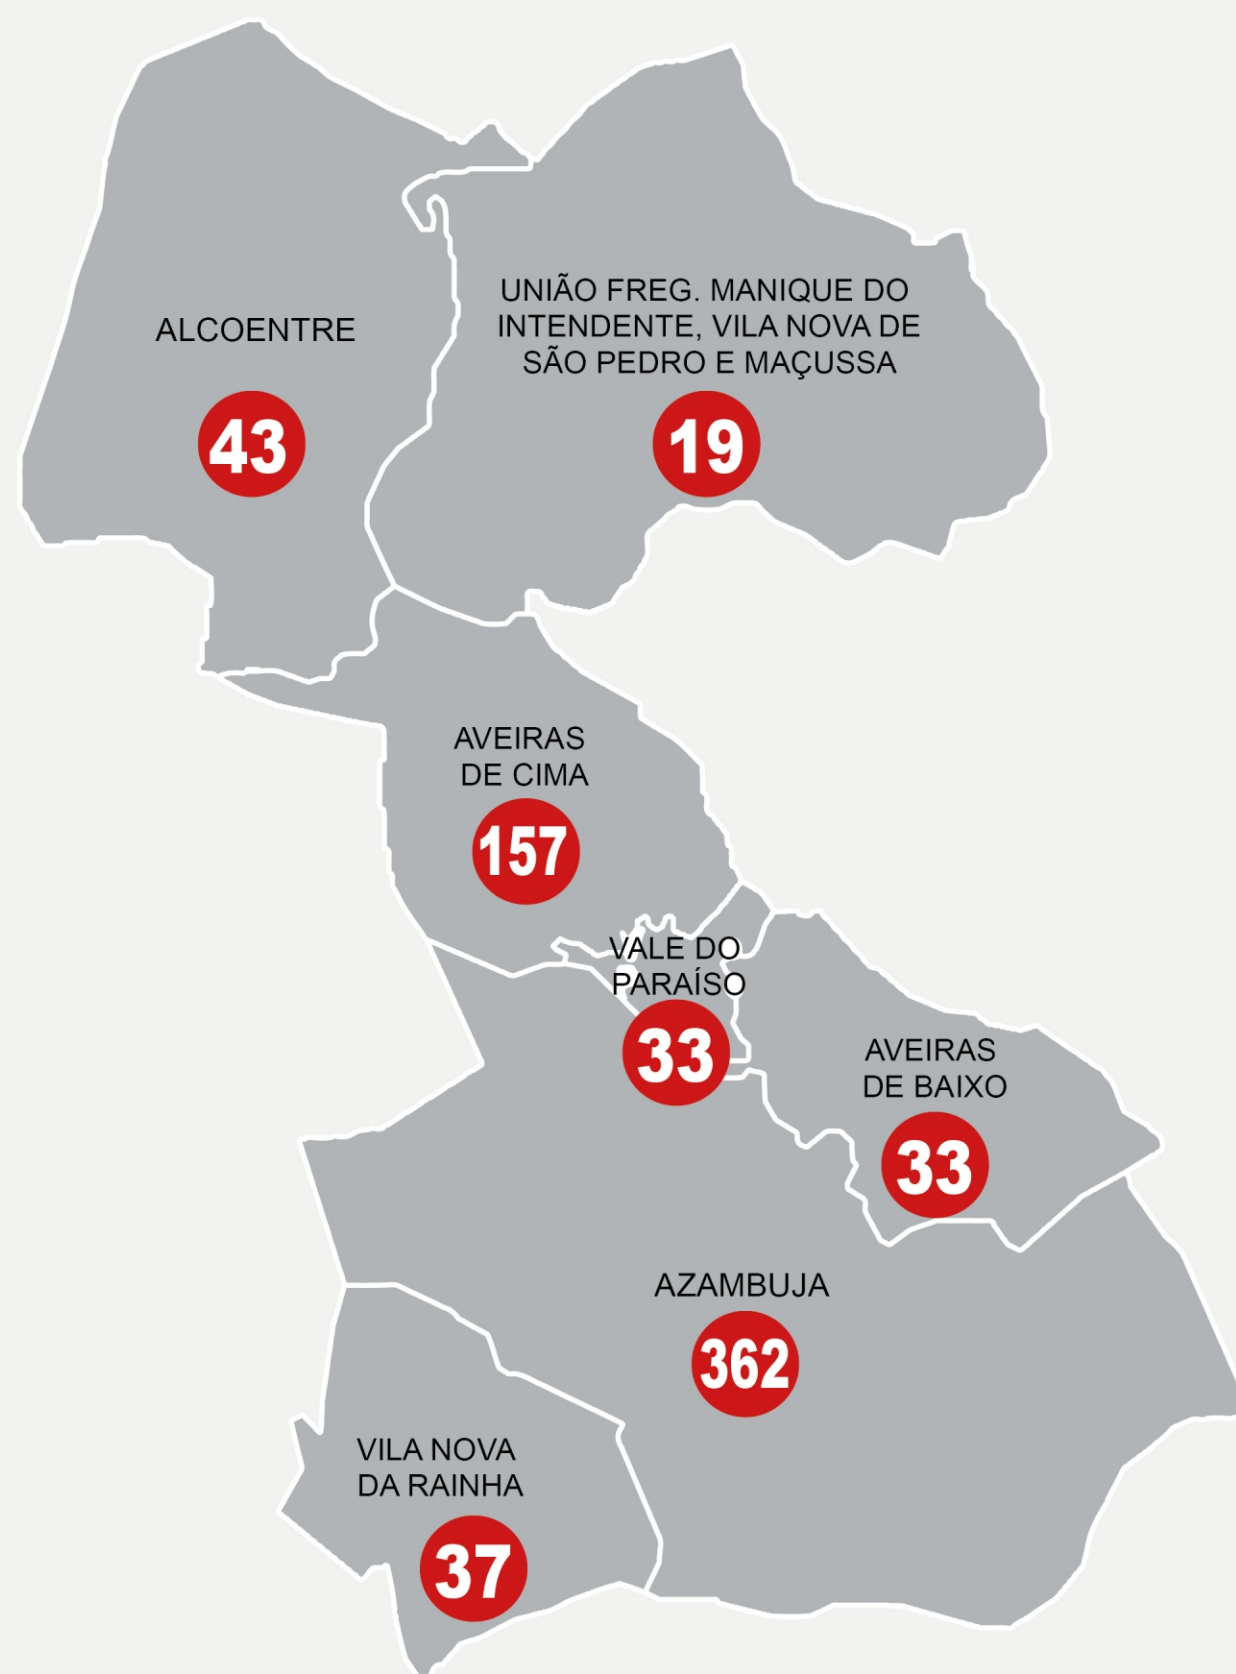 ALCOENTRE
43
UNIÃO FREG. MANIQUE DO
INTENDENTE, VILA NOVA DE
SÃO PEDRO E MAÇUSSA
19
AVEIRAS
DE CIMA
157
VALE DO
PARAÍSO
33
AVEIRAS
DE BAIXO
33
AZAMBUJA
362
VILA NOVA
DA RAINHA
37